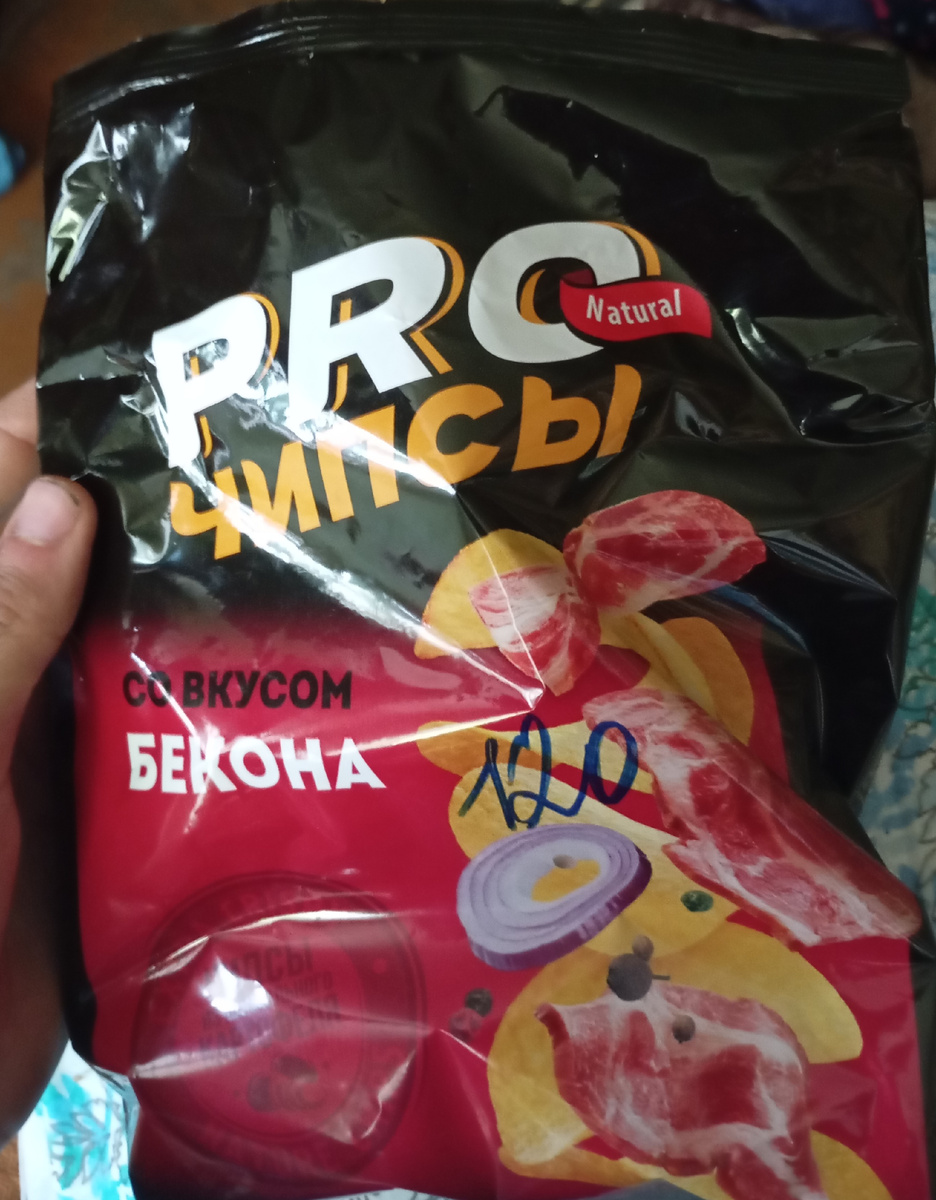 PRO
Natural
ЧИПСЫ
СО ВКУСОМ
БЕКОНА
120